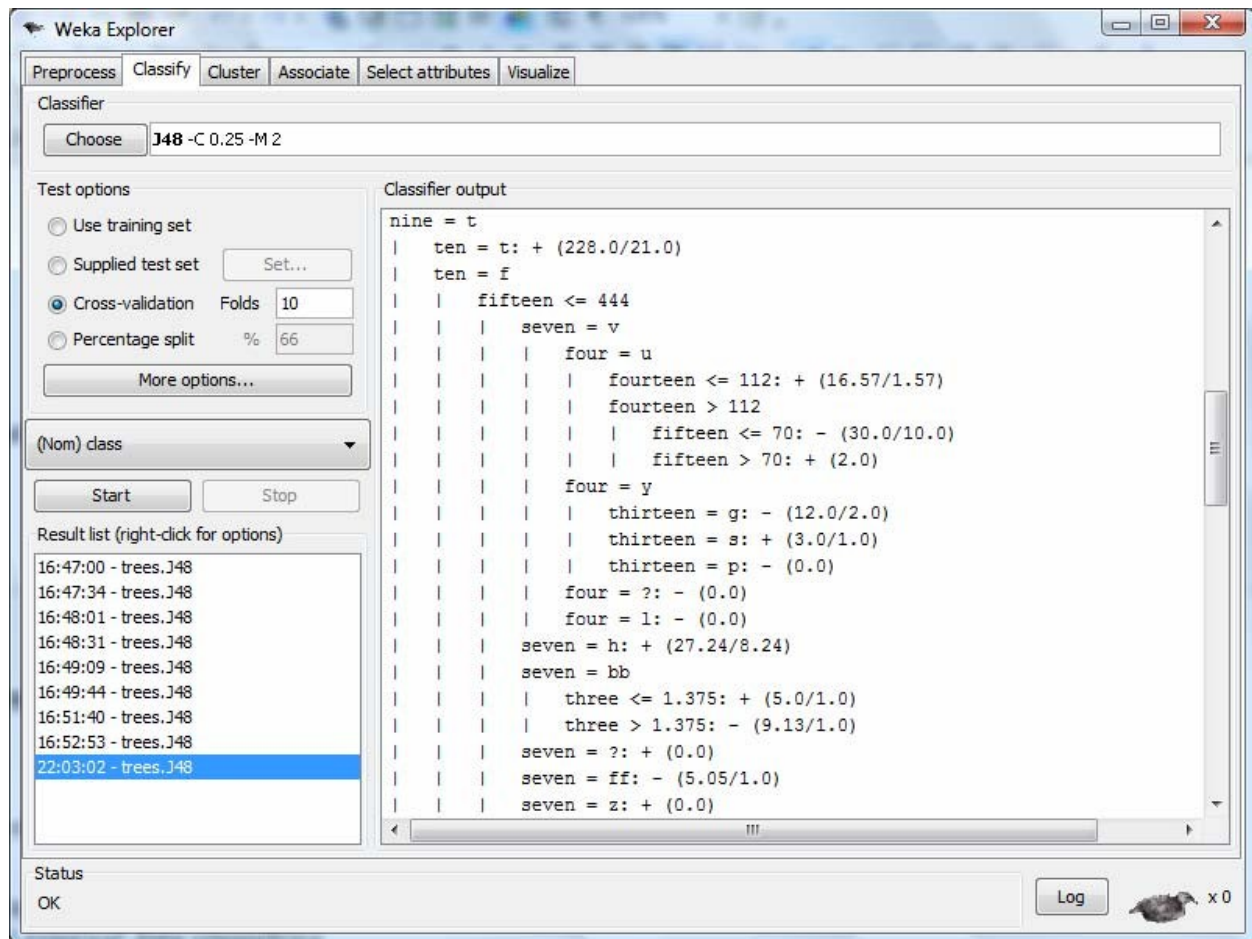 Weka Explorer
Preprocess Classify Cluster Associate Select attributes Visualize
Classifier
Choose J48 -C 0.25 -M 2
Test options
Use training set
Supplied test set Set...
Cross-validation Folds 10
Percentage split % 66
More options...
(Nom) class
Start Stop
Result list (right-click for options)
16:47:00 - trees.J48
16:47:34 - trees.J48
16:48:01 - trees.J48
16:48:31 - trees.J48
16:49:09 - trees.J48
16:49:44 - trees.J48
16:51:40 - trees.J48
16:52:53 - trees.J48
22:03:02 - trees.J48
Classifier output
nine = t
| ten = t: + (228.0/21.0)
| ten = f
| | fifteen <= 444
| | | seven = v
| | | | four = u
| | | | | fourteen <= 112: + (16.57/1.57)
| | | | | fourteen > 112
| | | | | | fifteen <= 70: - (30.0/10.0)
| | | | | | fifteen > 70: + (2.0)
| | | | four = y
| | | | | thirteen = g: - (12.0/2.0)
| | | | | thirteen = s: + (3.0/1.0)
| | | | | thirteen = p: - (0.0)
| | | | four = ?: - (0.0)
| | | | four = l: - (0.0)
| | | seven = h: + (27.24/8.24)
| | | seven = bb
| | | | three <= 1.375: + (5.0/1.0)
| | | | three > 1.375: - (9.13/1.0)
| | | seven = ?: + (0.0)
| | | seven = ff: - (5.05/1.0)
| | | seven = z: + (0.0)
Status
OK
Log x 0